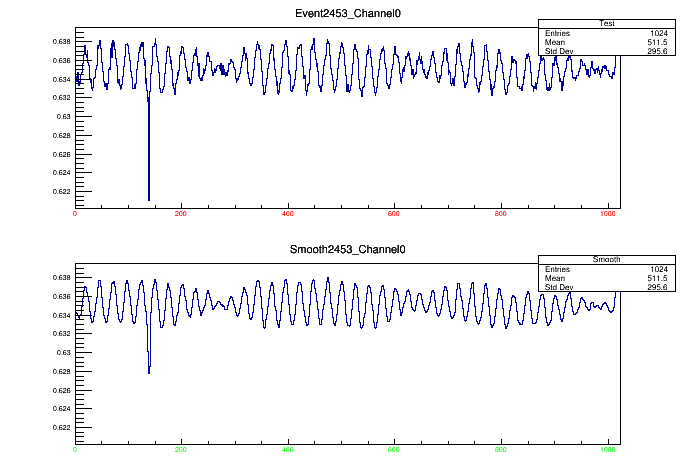 Event2453_Channel0
Test
Entries 1024
Mean 511.5
Std Dev 295.6
0.638
0.636
0.634
0.632
0.63
0.628
0.626
0.624
0.622
0 200 400 600 800 1000
Smooth2453_Channel0
Smooth
Entries 1024
Mean 511.5
Std Dev 295.6
0.638
0.636
0.634
0.632
0.63
0.628
0.626
0.624
0.622
0 200 400 600 800 1000